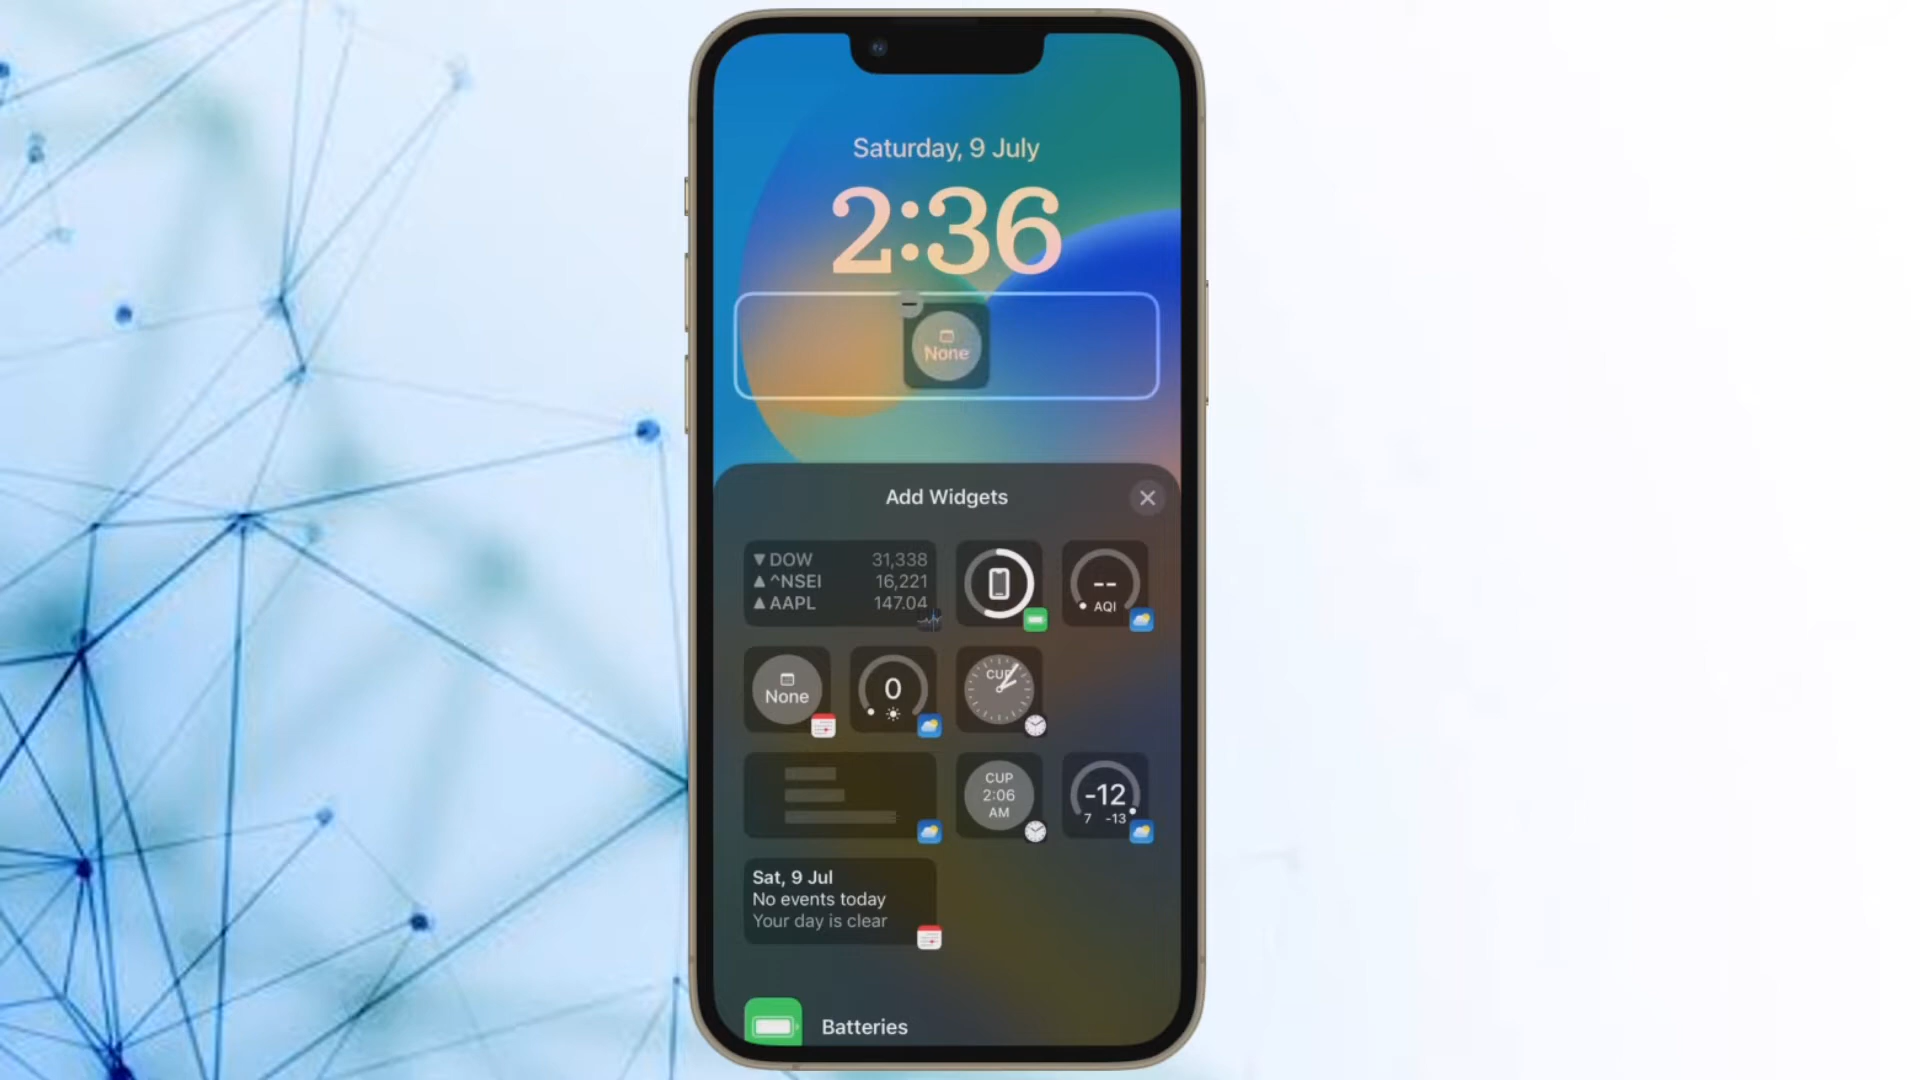 Saturday, 9 July
2:36
None
Add Widgets
▼ DOW 31,338
▲ ^NSEI 16,221
▲ AAPL 147.04
--
AQI
None
0
CUP
CUP
2:06
AM
-12
7 -13
Sat, 9 Jul
No events today
Your day is clear
Batteries